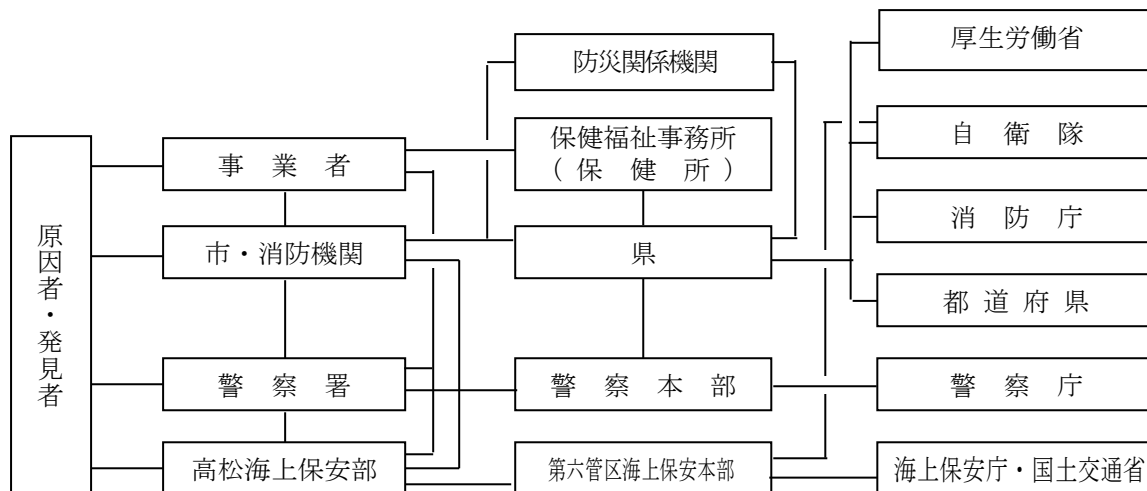 原因者・発見者
事業者
市・消防機関
警察署
高松海上保安部
防災関係機関
保健福祉事務所
(保健所)
県
警察本部
第六管区海上保安本部
厚生労働省
自衛隊
消防庁
都道府県
警察庁
海上保安庁・国土交通省